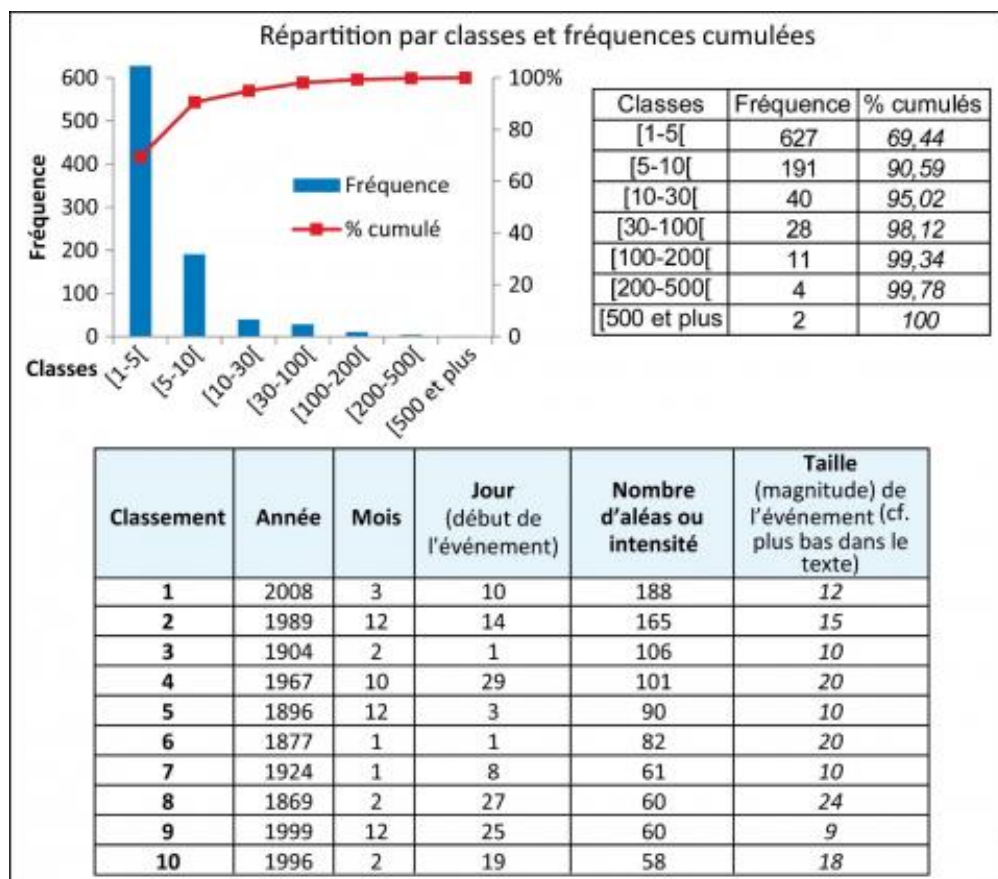 Répartition par classes et fréquences cumulées
600
500
400
300
200
100
0
Fréquence
100%
80
60
40
20
0
Fréquence
% cumulé
Classes
[1-5[
[5-10[
[10-30[
[30-100[
[100-200[
[200-500[
[500 et plus
Classes Fréquence % cumulés
[1-5[ 627 69,44
[5-10[ 191 90,59
[10-30[ 40 95,02
[30-100[ 28 98,12
[100-200[ 11 99,34
[200-500[ 4 99,78
[500 et plus 2 100
Classement Année Mois Jour (début de l'événement) Nombre d'aléas ou intensité Taille (magnitude) de l'événement (cf. plus bas dans le texte)
1 2008 3 10 188 12
2 1989 12 14 165 15
3 1904 2 1 106 10
4 1967 10 29 101 20
5 1896 12 3 90 10
6 1877 1 1 82 20
7 1924 1 8 61 10
8 1869 2 27 60 24
9 1999 12 25 60 9
10 1996 2 19 58 18